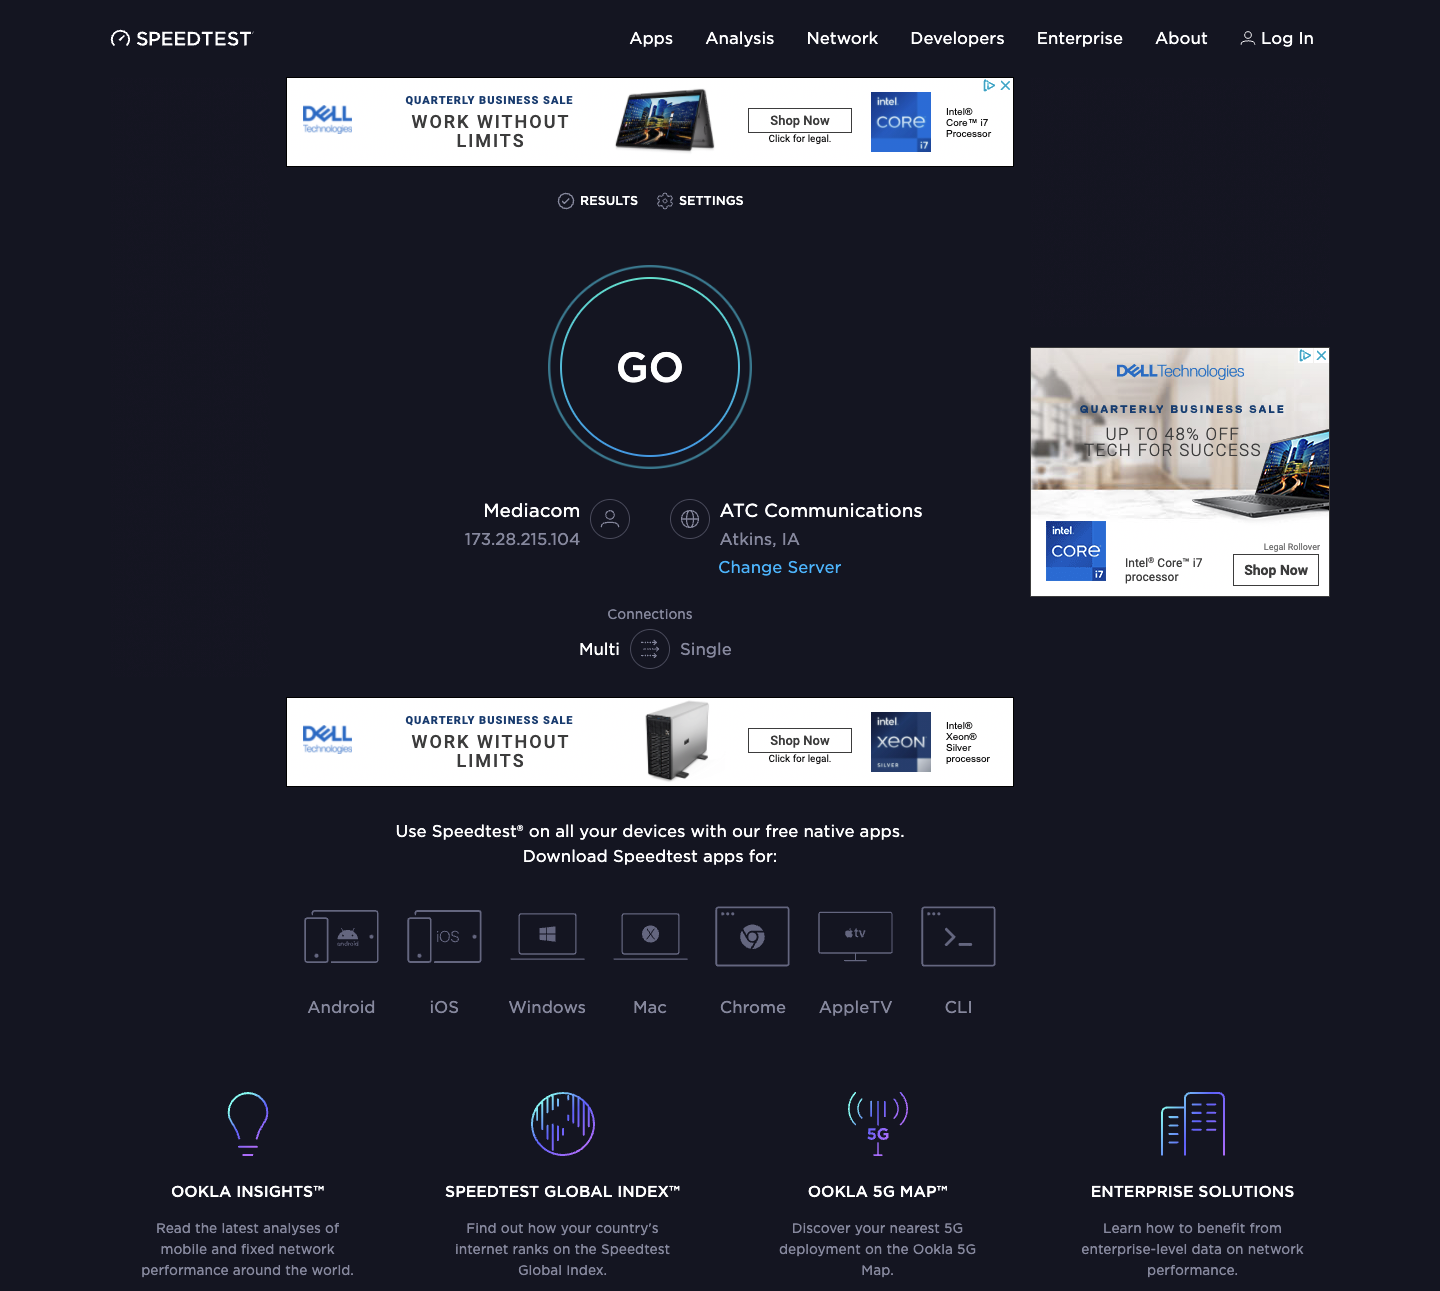 SPEEDTEST
Apps Analysis Network Developers Enterprise About Log In
DELL
Technologies
QUARTERLY BUSINESS SALE
WORK WITHOUT
LIMITS
Shop Now
Click for legal.
intel.
CORE
i7
Intel®
Core™ i7
Processor
RESULTS SETTINGS
GO
Mediacom
173.28.215.104
ATC Communications
Atkins, IA
Change Server
Connections
Multi Single
DELLTechnologies
QUARTERLY BUSINESS SALE
UP TO 48% OFF
TECH FOR SUCCESS
intel.
CORE
i7
Intel® Core™ i7
processor
Legal Rollover
Shop Now
DELL
Technologies
QUARTERLY BUSINESS SALE
WORK WITHOUT
LIMITS
Shop Now
Click for legal.
intel.
XEON
SILVER
Intel®
Xeon®
Silver
processor
Use Speedtest® on all your devices with our free native apps.
Download Speedtest apps for:
android
iOS
X
tv
Android iOS Windows Mac Chrome AppleTV CLI
5G
OOKLA INSIGHTS™
Read the latest analyses of
mobile and fixed network
performance around the world.
SPEEDTEST GLOBAL INDEX™
Find out how your country's
internet ranks on the Speedtest
Global Index.
OOKLA 5G MAP™
Discover your nearest 5G
deployment on the Ookla 5G
Map.
ENTERPRISE SOLUTIONS
Learn how to benefit from
enterprise-level data on network
performance.